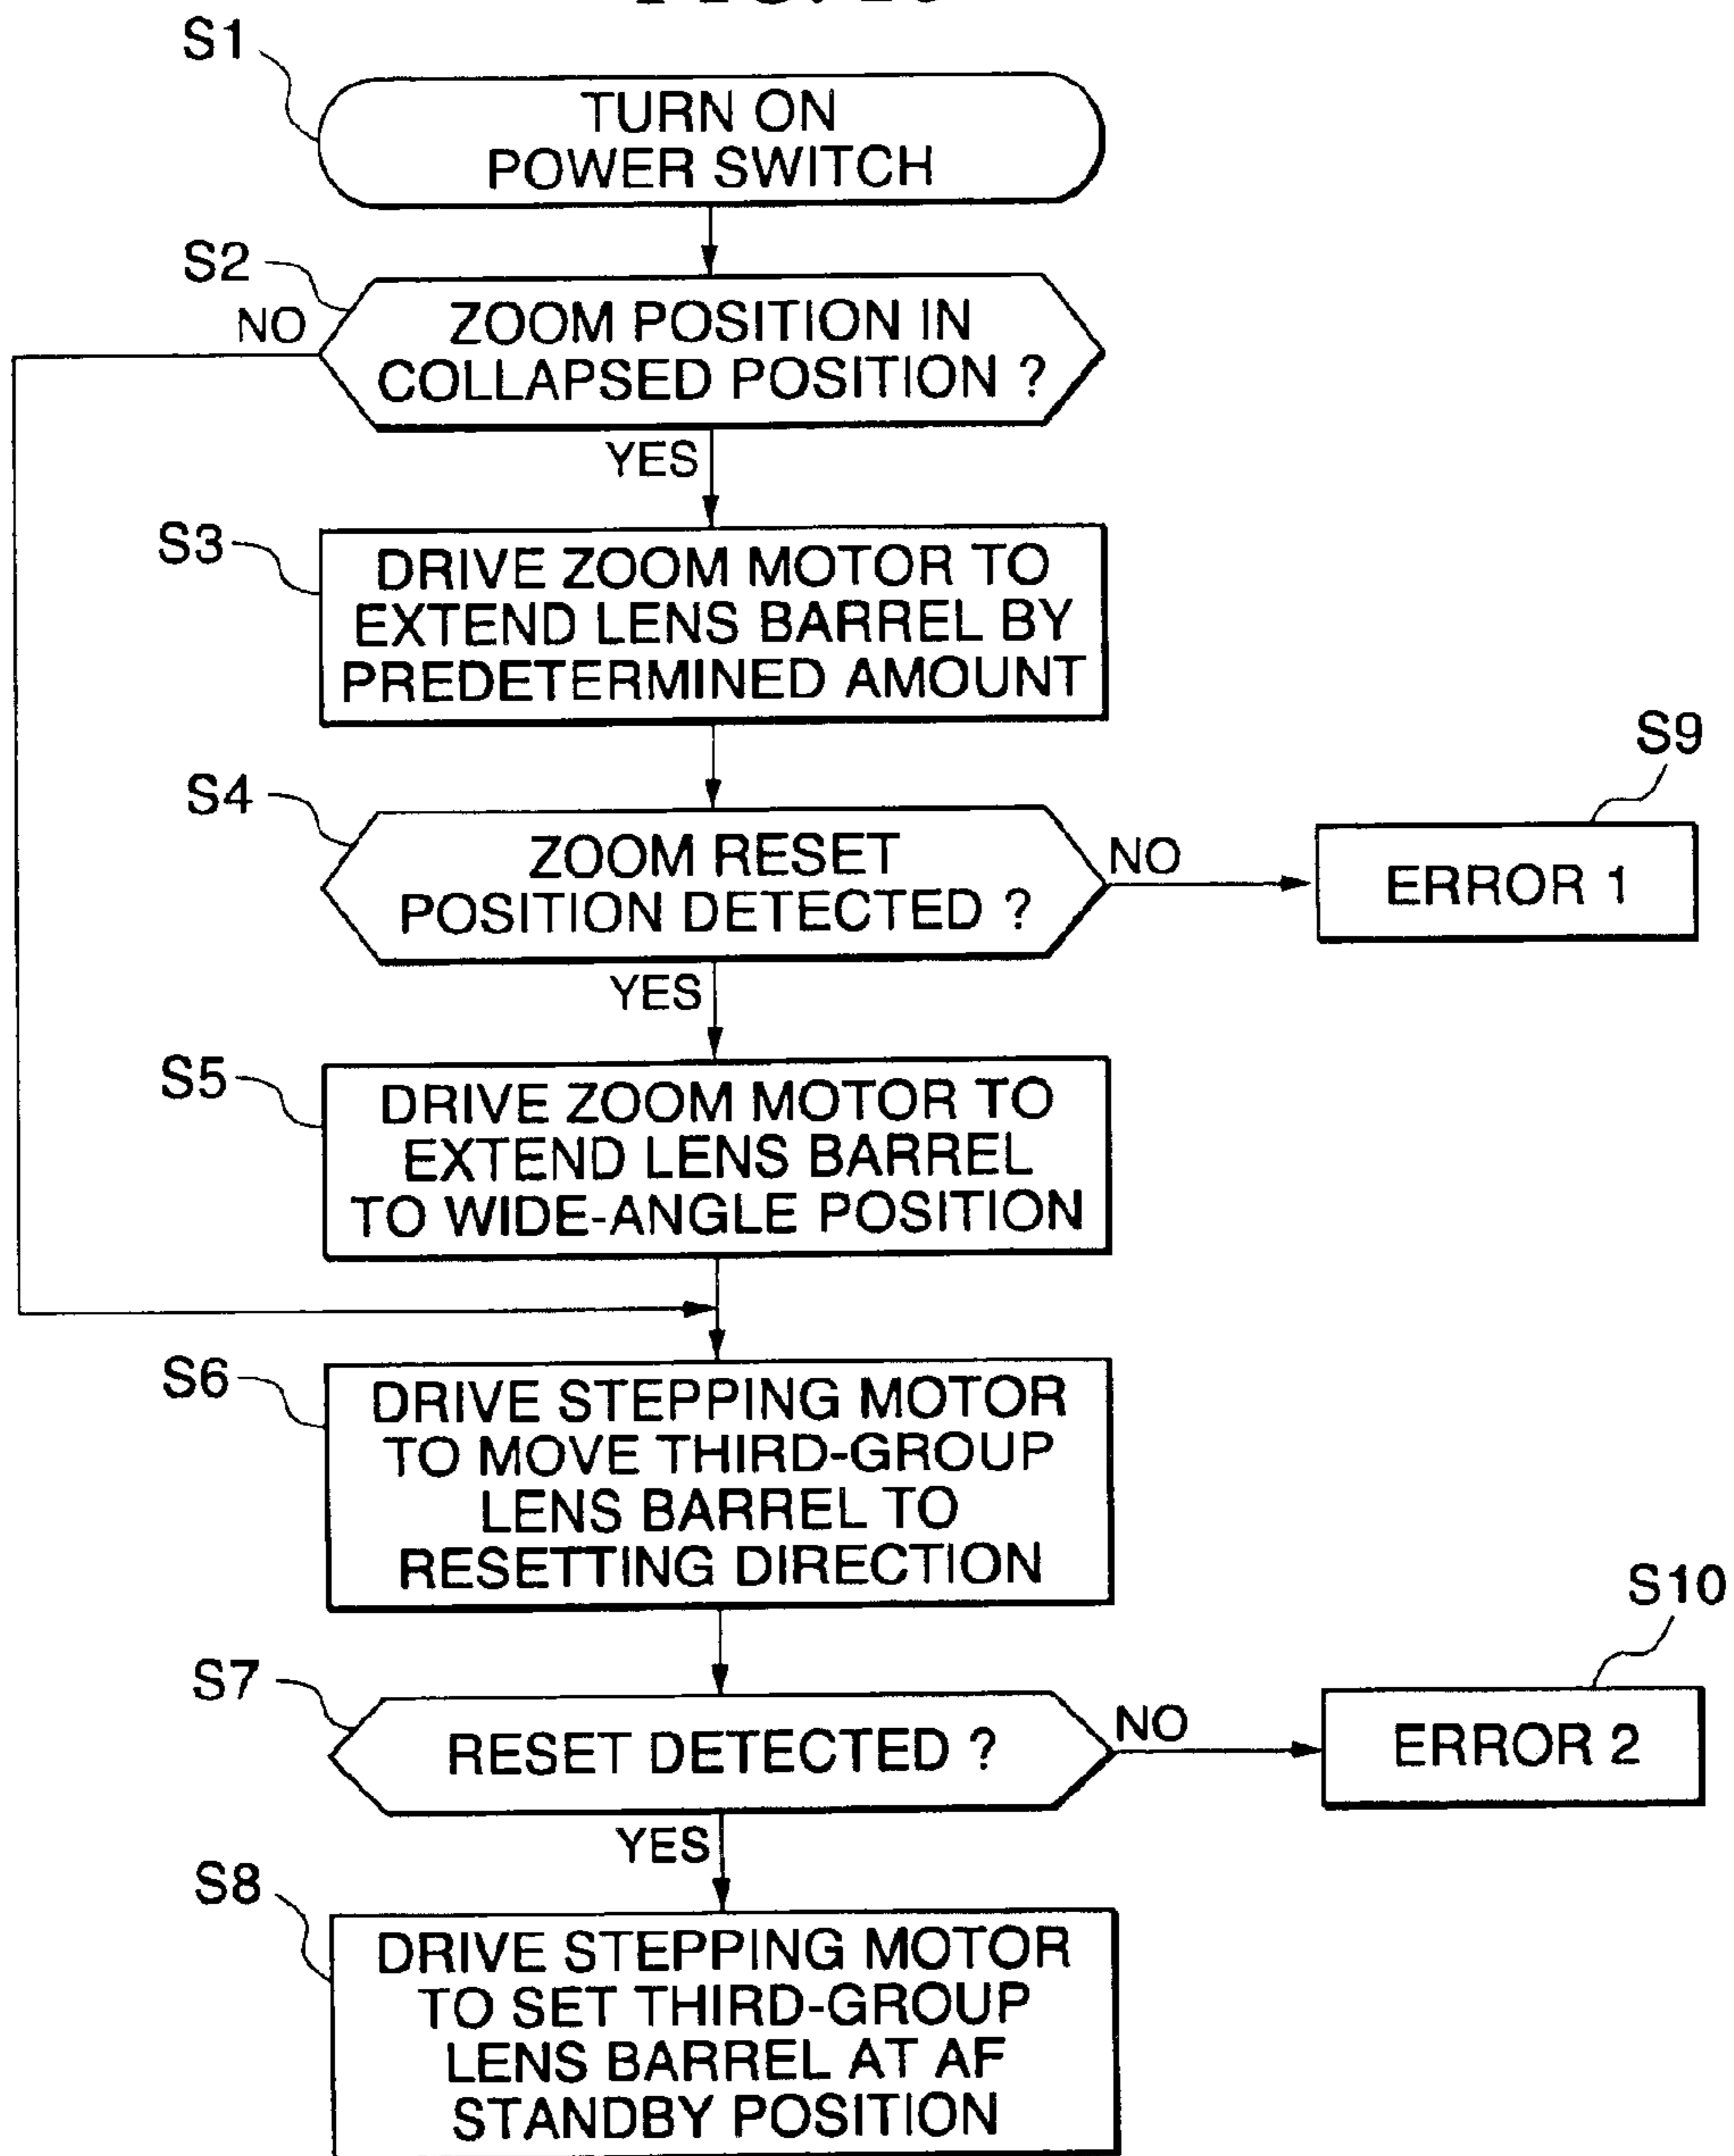 S1
TURN ON
POWER SWITCH
S2
NO
ZOOM POSITION IN
COLLAPSED POSITION ?
YES
S3
DRIVE ZOOM MOTOR TO
EXTEND LENS BARREL BY
PREDETERMINED AMOUNT
S4
ZOOM RESET
POSITION DETECTED ?
NO
S9
ERROR 1
YES
S5
DRIVE ZOOM MOTOR TO
EXTEND LENS BARREL
TO WIDE-ANGLE POSITION
S6
DRIVE STEPPING MOTOR
TO MOVE THIRD-GROUP
LENS BARREL TO
RESETTING DIRECTION
S7
RESET DETECTED ?
NO
S10
ERROR 2
YES
S8
DRIVE STEPPING MOTOR
TO SET THIRD-GROUP
LENS BARREL AT AF
STANDBY POSITION